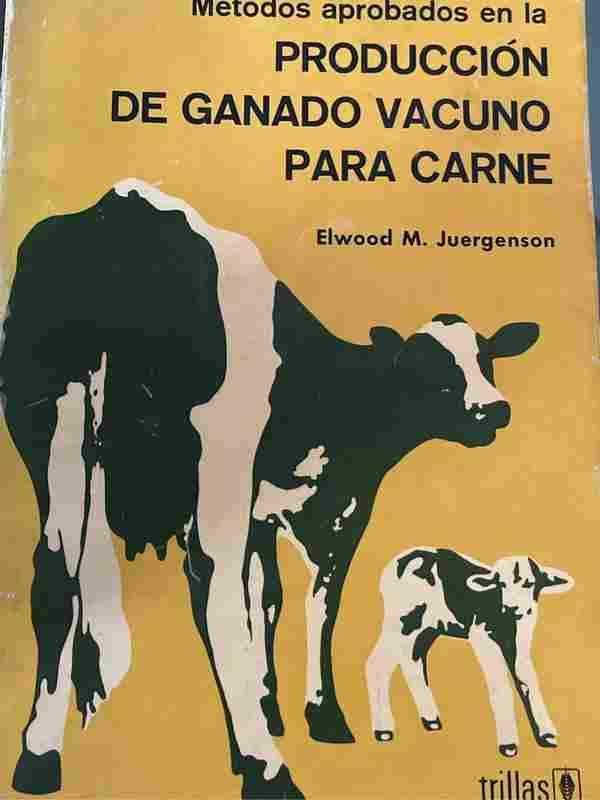 Métodos aprobados en la
PRODUCCIÓN
DE GANADO VACUNO
PARA CARNE
Elwood M. Juergenson
trillas